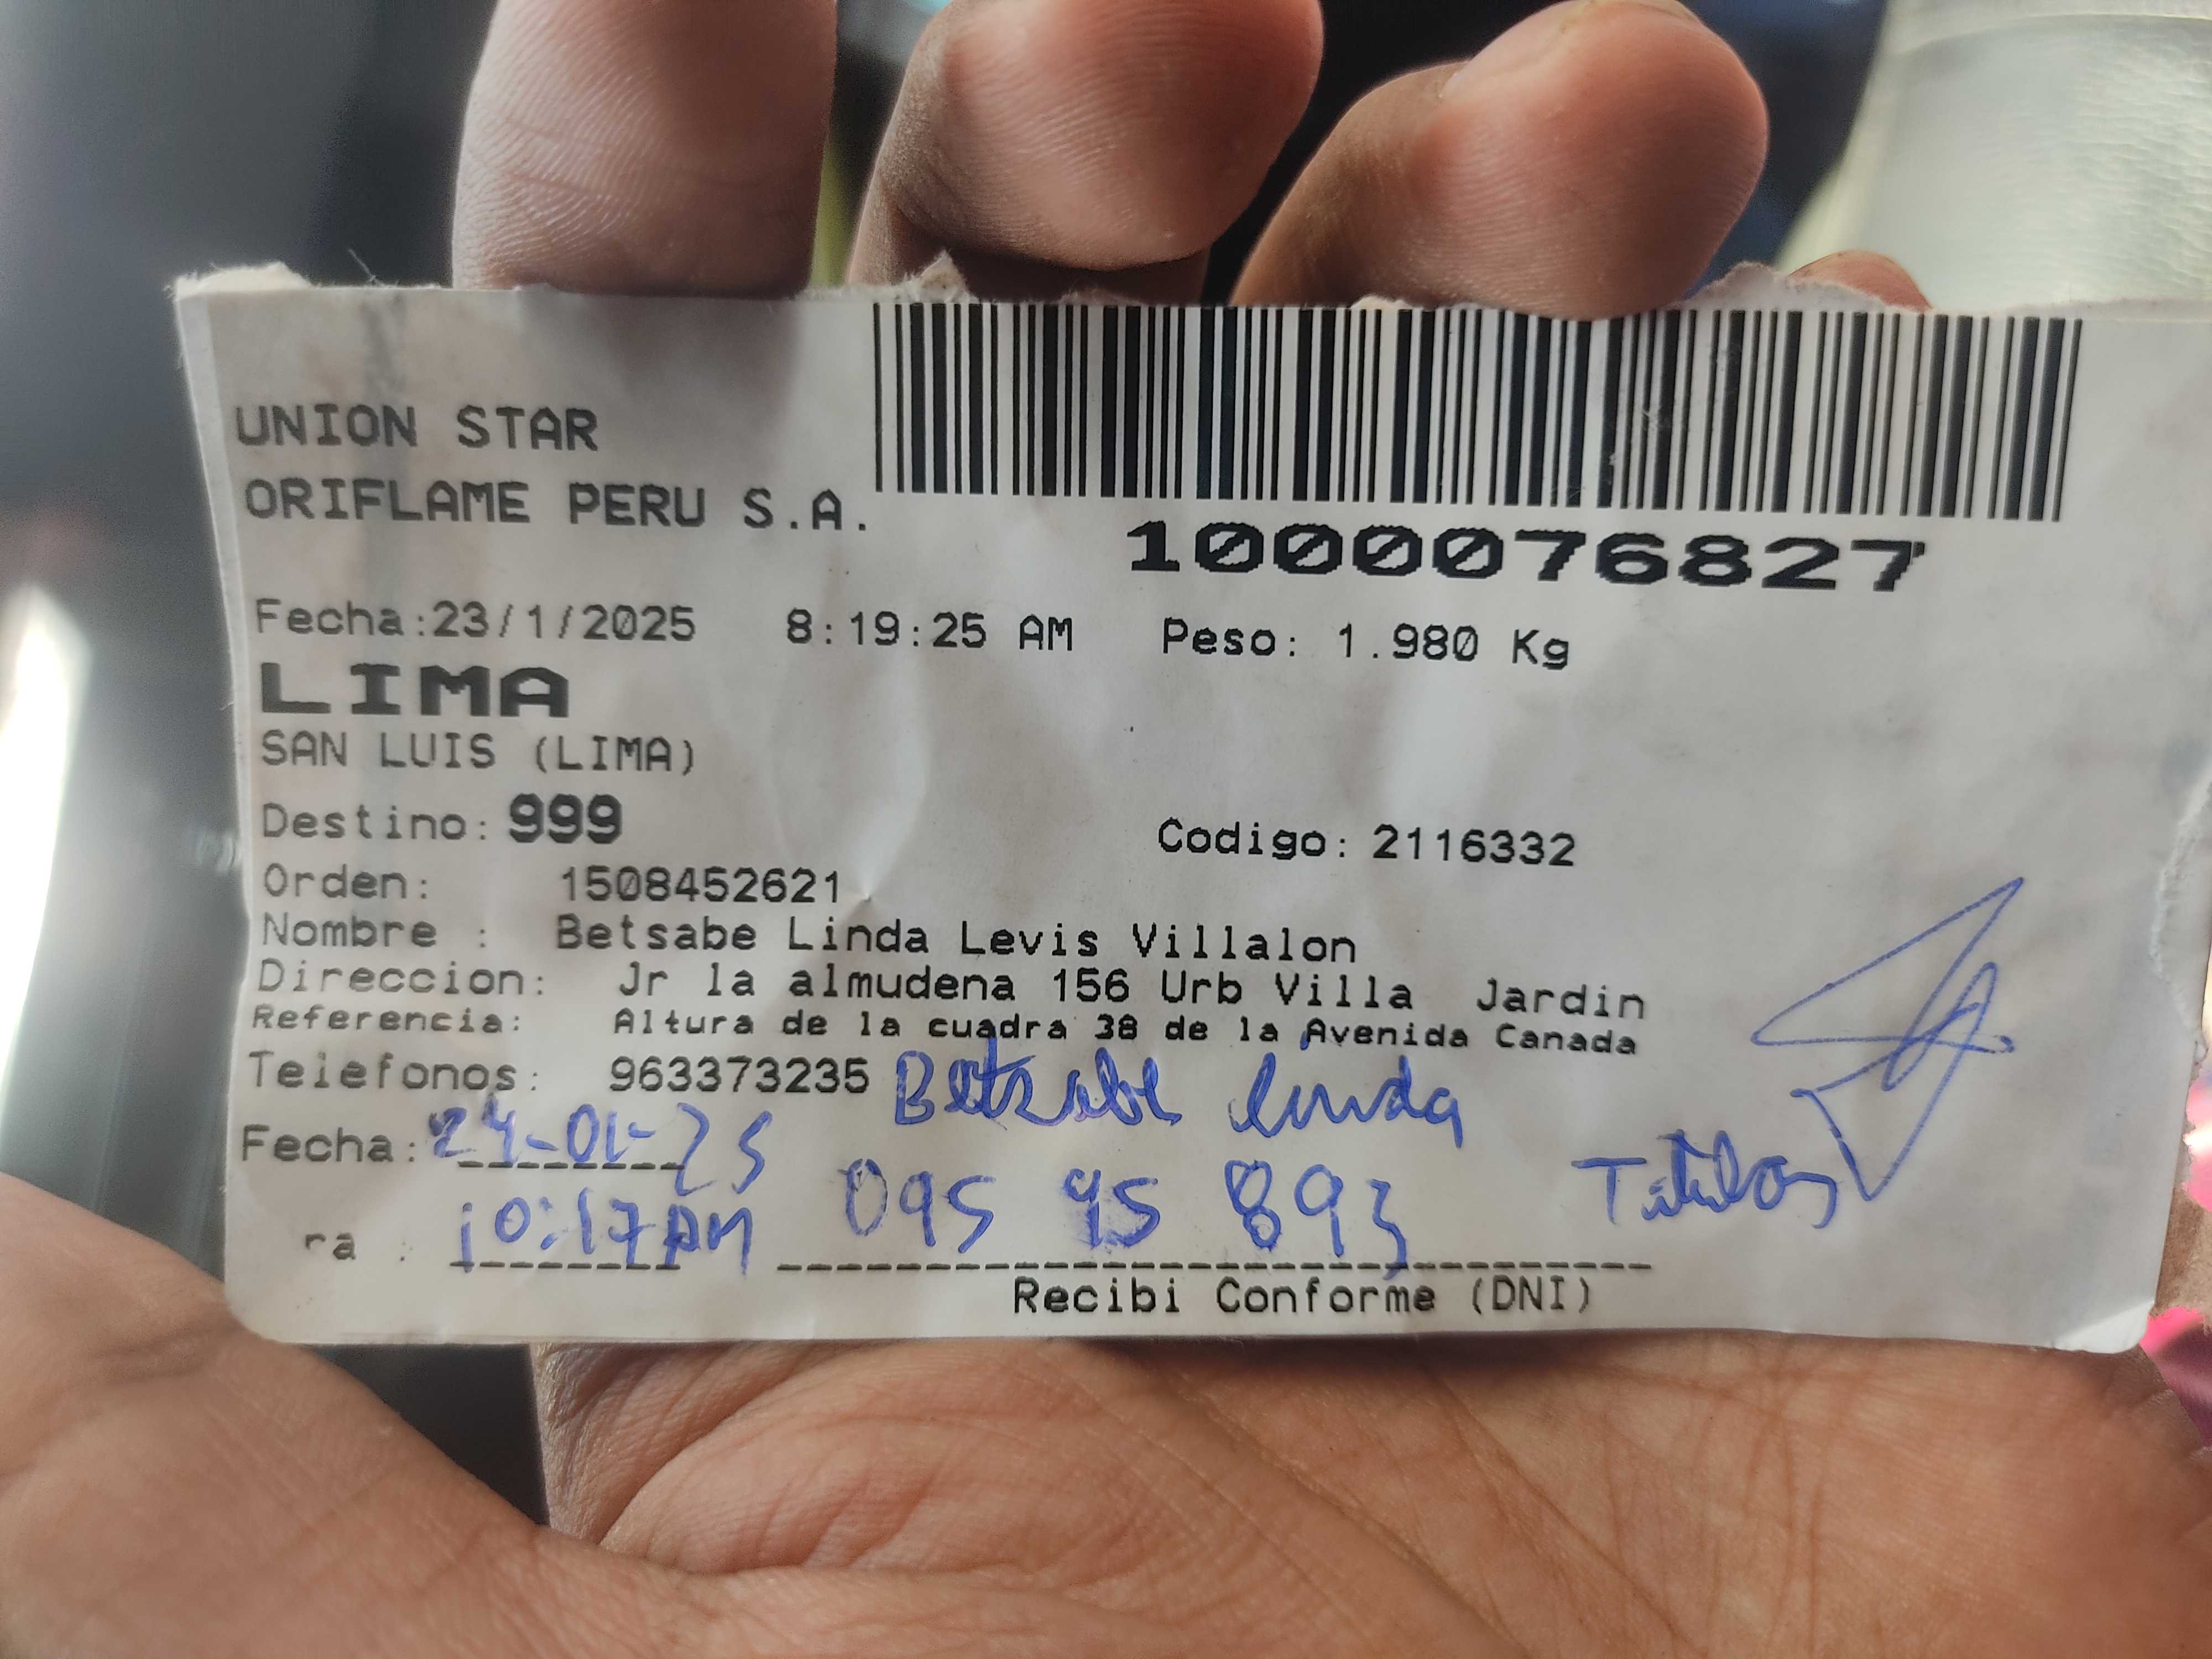 UNION STAR
ORIFLAME PERU S.A.
1000076827
Fecha:23/1/2025 8:19:25 AM Peso: 1.980 Kg
LIMA
SAN LUIS (LIMA)
Destino: 999 Codigo: 2116332
Orden: 1508452621
Nombre : Betsabe Linda Levis Villalon
Direccion: Jr la almudena 156 Urb Villa Jardin
Referencia: Altura de la cuadra 38 de la Avenida Canada
Telefonos: 963373235 Betsabe Linda
Fecha: 24-01-25
ra : 10:17AM 095 95 893 Titular
Recibi Conforme (DNI)